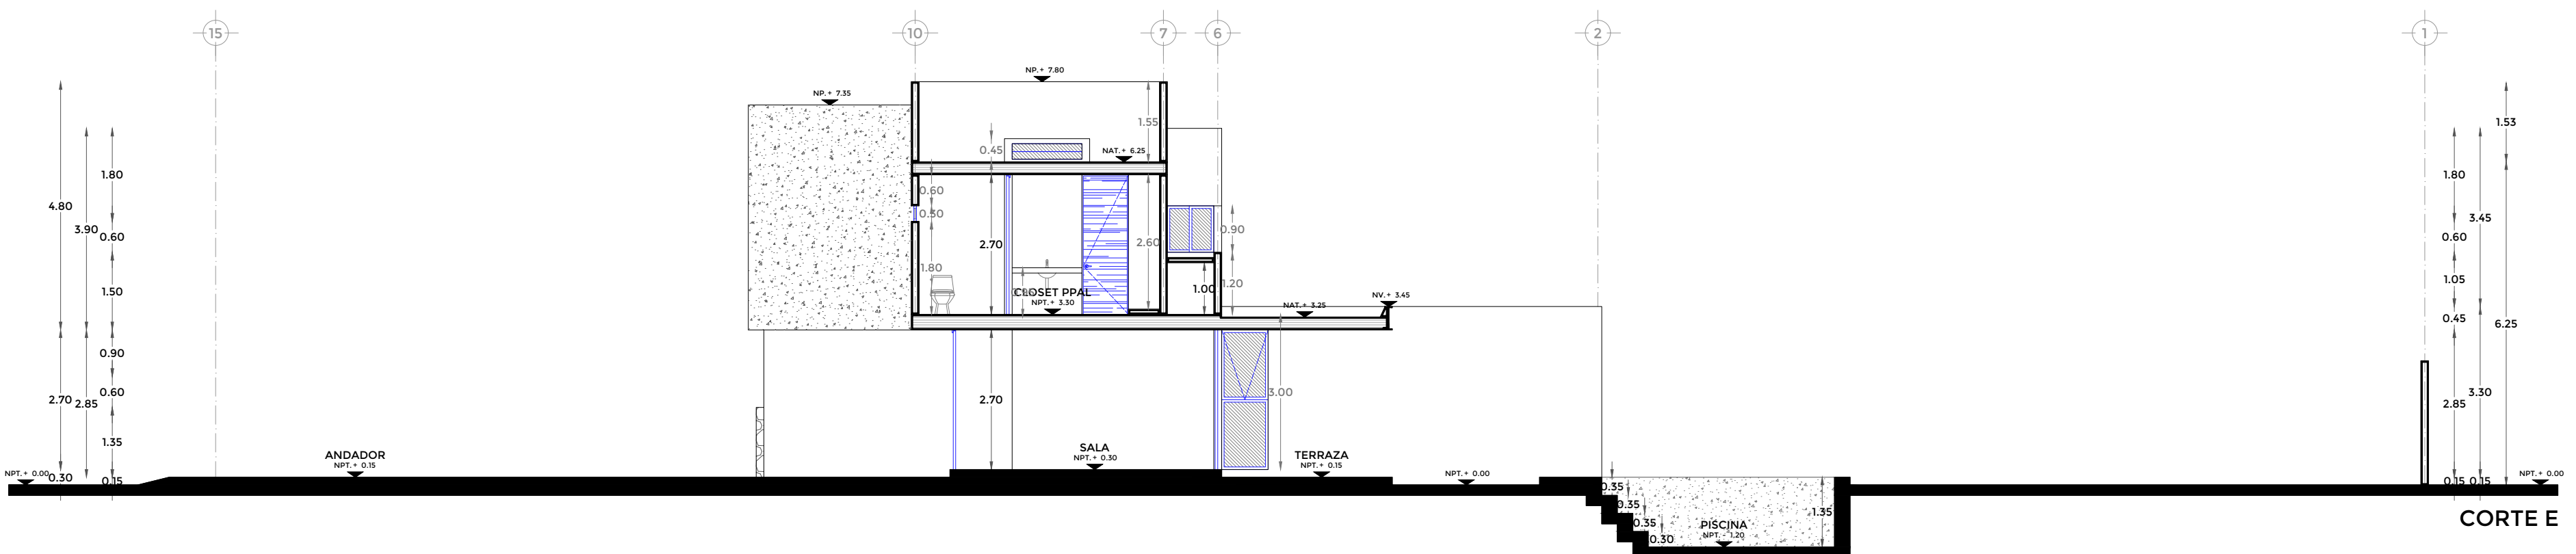 15
10
7
6
2
1
NP.+ 7.80
NP.+ 7.35
1.55
1.53
0.45
NAT.+ 6.25
1.80
1.80
4.80
3.90
0.60
0.50
3.45
0.60
0.60
0.90
2.70
2.60
1.80
1.50
1.00
1.20
1.05
CLOSET PPAL
NPT.+ 3.30
NAT.+ 3.25
NV.+ 3.45
0.45
6.25
0.90
0.60
2.70
2.85
2.70
3.00
3.30
2.85
1.35
ANDADOR
NPT.+ 0.15
SALA
NPT.+ 0.30
TERRAZA
NPT.+ 0.15
NPT.+ 0.00
0.30
0.15
NPT.+ 0.00
0.15
0.15
NPT.+ 0.00
0.35
0.35
0.35
0.30
PISCINA
NPT.- 1.20
1.35
CORTE E